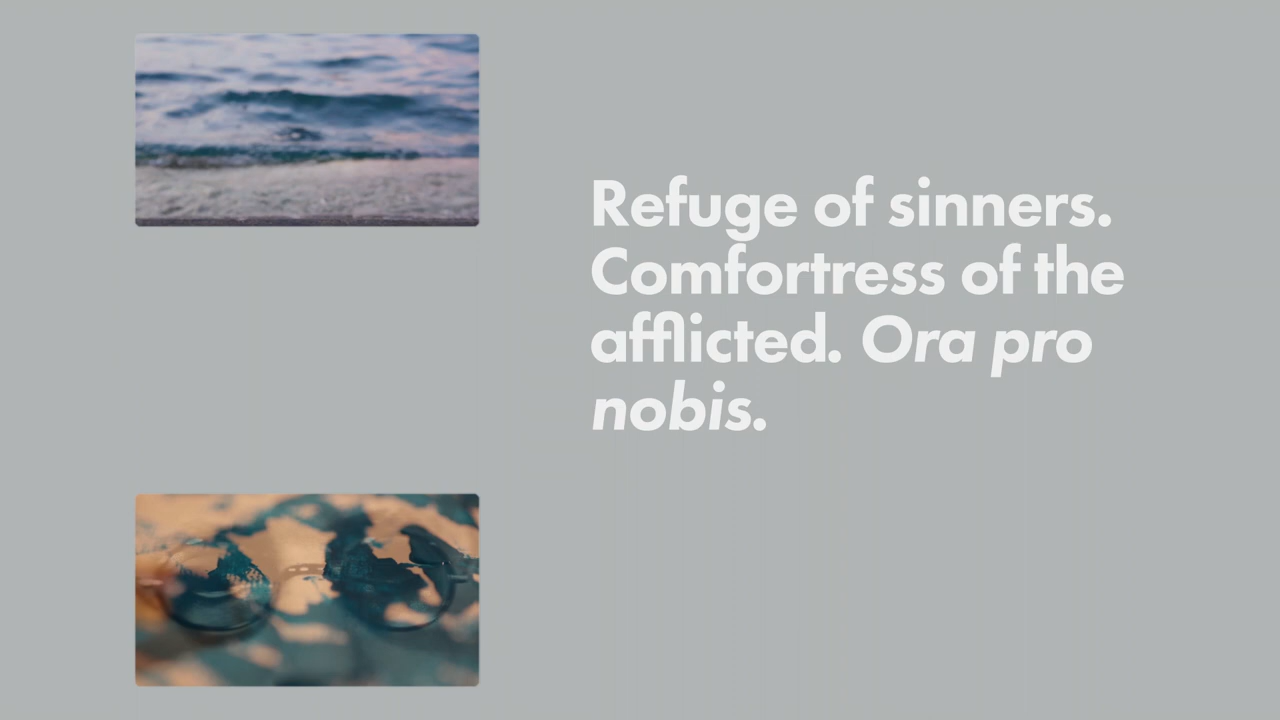 Refuge of sinners.
Comfortress of the
afflicted. Ora pro
nobis.